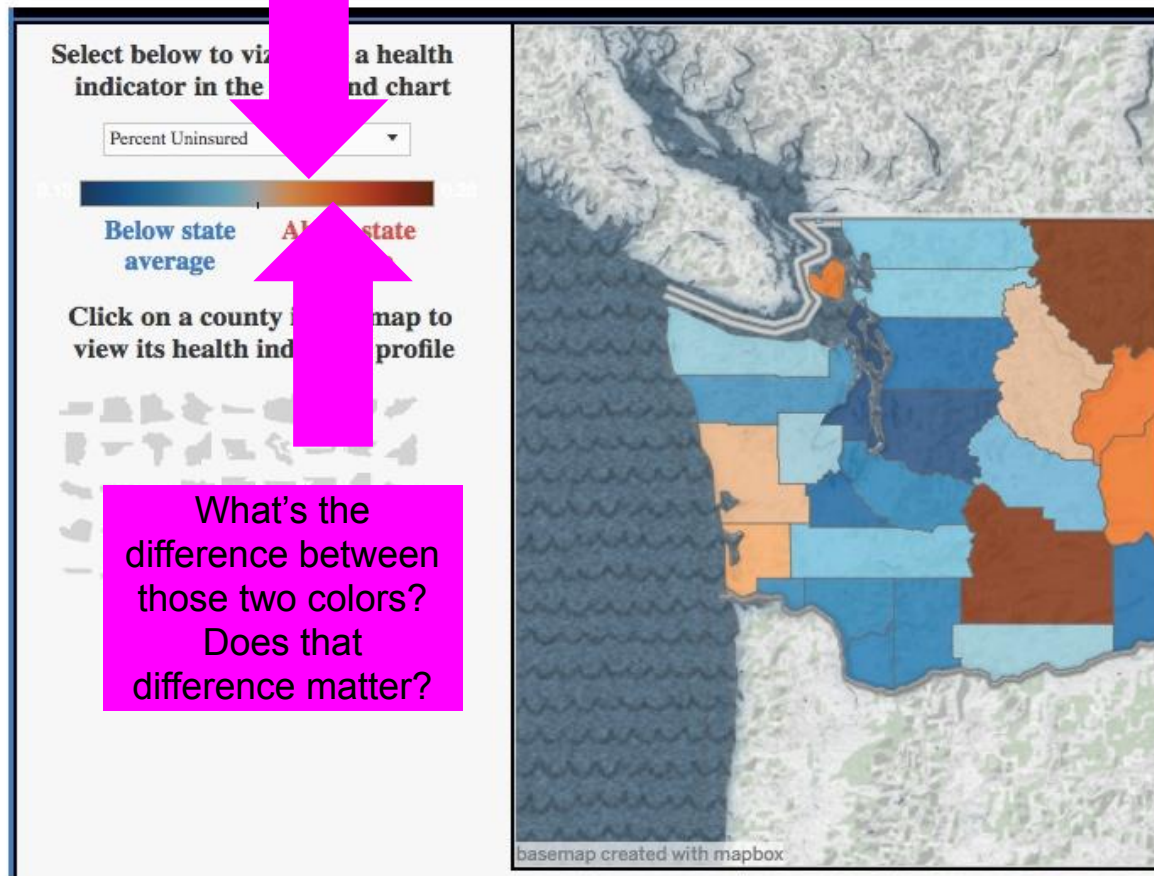 Select below to viz a health
indicator in the nd chart
Percent Uninsured
Below state
average
state
Click on a county map to
view its health ind profile
What's the
difference between
those two colors?
Does that
difference matter?
basemap created with mapbox